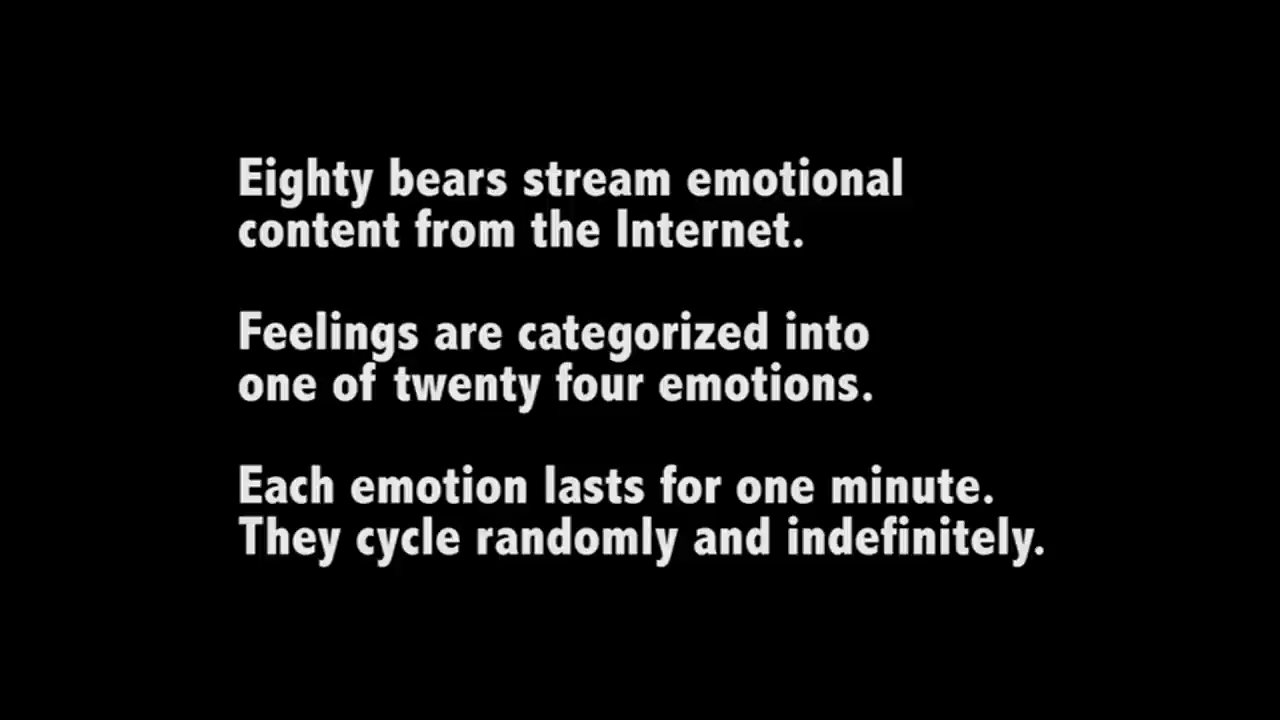 Eighty bears stream emotional
content from the Internet.
Feelings are categorized into
one of twenty four emotions.
Each emotion lasts for one minute.
They cycle randomly and indefinitely.